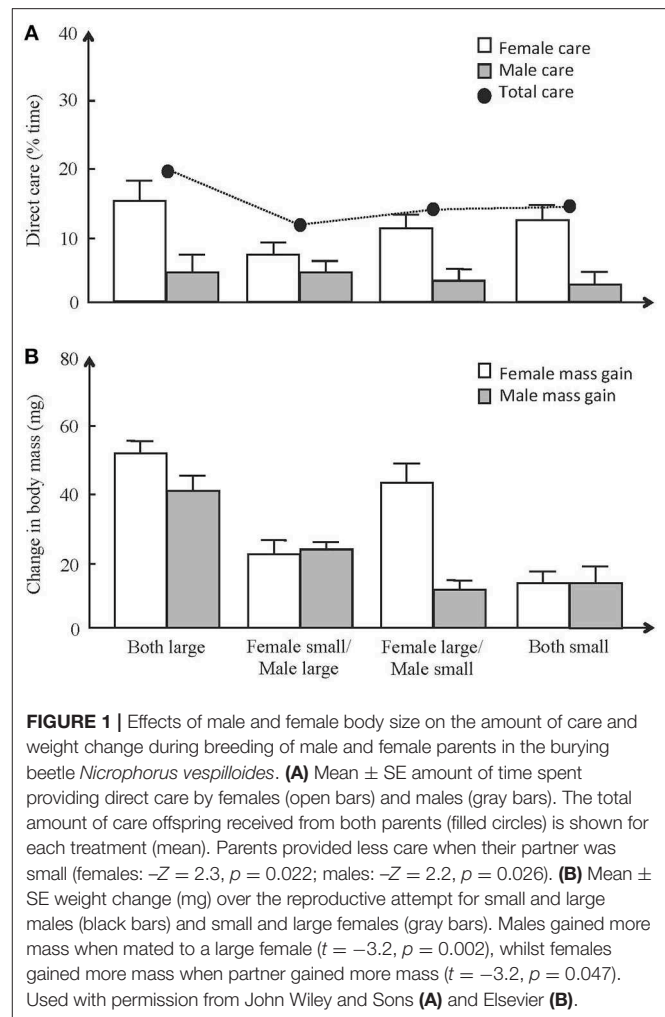 A
40
30
20
10
0
Direct care (% time)
Female care
Male care
Total care
B
80
60
40
20
0
Change in body mass (mg)
Female mass gain
Male mass gain
Both large
Female small/
Male large
Female large/
Male small
Both small
FIGURE 1 | Effects of male and female body size on the amount of care and
weight change during breeding of male and female parents in the burying
beetle Nicrophorus vespilloides. (A) Mean ± SE amount of time spent
providing direct care by females (open bars) and males (gray bars). The total
amount of care offspring received from both parents (filled circles) is shown for
each treatment (mean). Parents provided less care when their partner was
small (females: –Z = 2.3, p = 0.022; males: –Z = 2.2, p = 0.026). (B) Mean ±
SE weight change (mg) over the reproductive attempt for small and large
males (black bars) and small and large females (gray bars). Males gained more
mass when mated to a large female (t = −3.2, p = 0.002), whilst females
gained more mass when partner gained more mass (t = −3.2, p = 0.047).
Used with permission from John Wiley and Sons (A) and Elsevier (B).